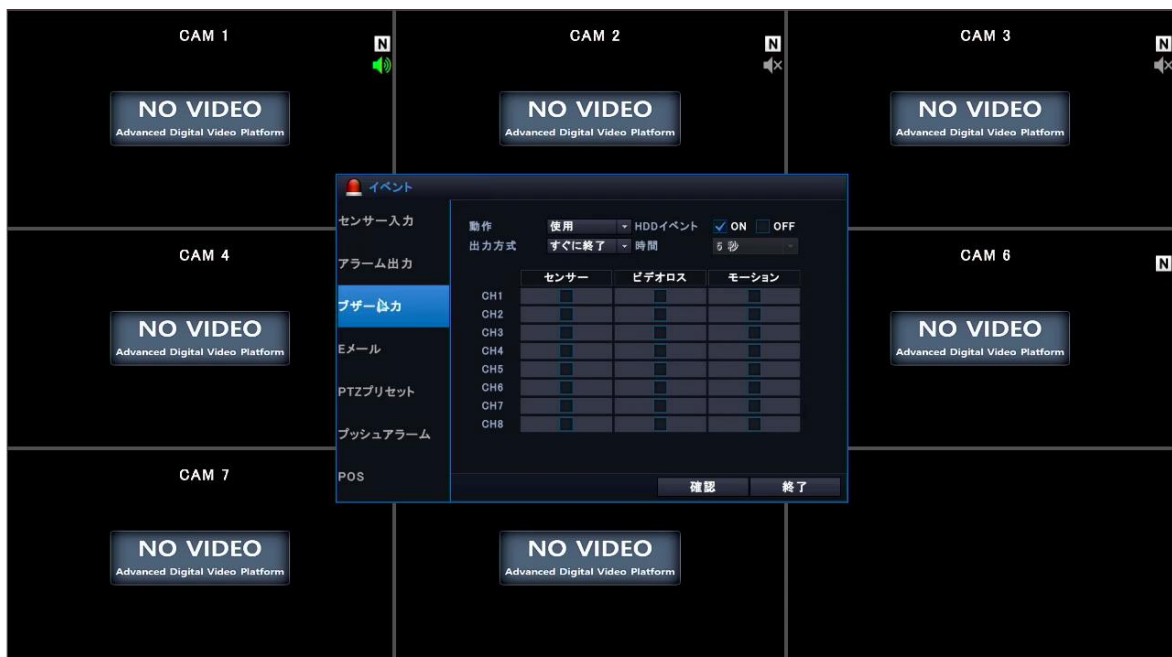 CAM 1
N
NO VIDEO
Advanced Digital Video Platform
CAM 2
N
NO VIDEO
Advanced Digital Video Platform
CAM 3
N
NO VIDEO
Advanced Digital Video Platform
CAM 4
NO VIDEO
Advanced Digital Video Platform
イベント
センサー入力
アラーム出力
ブザー出力
Eメール
PTZプリセット
プッシュアラーム
POS
動作 使用 HDDイベント ON OFF
出力方式 すぐに終了 時間 5 秒
センサー ビデオロス モーション
CH1
CH2
CH3
CH4
CH5
CH6
CH7
CH8
確認 終了
CAM 6
N
NO VIDEO
Advanced Digital Video Platform
CAM 7
NO VIDEO
Advanced Digital Video Platform
NO VIDEO
Advanced Digital Video Platform